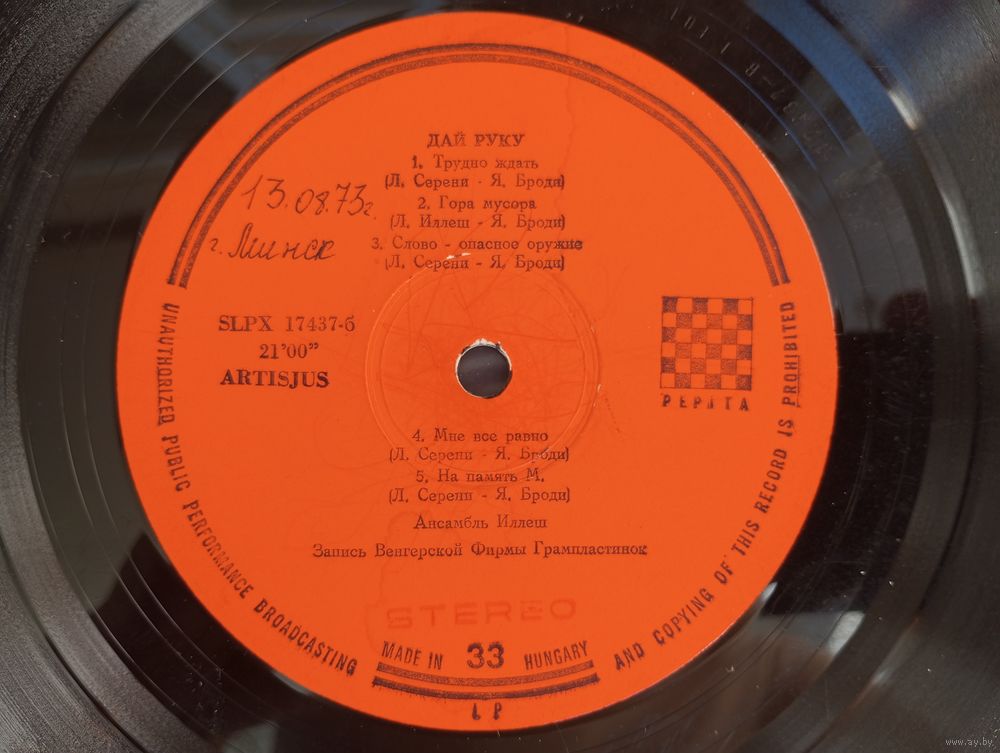 ДАЙ РУКУ
1. Трудно ждать
(Л. Серени - Я. Броди)
2. Гора мусора
(Л. Иллеш - Я. Броди)
3. Слово - опасное оружие
(Л. Серени - Я. Броди)
13.08.73г.
г. Минск
SLPX 17437-б
21'00"
ARTISJUS
PEPITA
4. Мне все равно
(Л. Серени - Я. Броди)
5. На память М.
(Л. Серени - Я. Броди)
Ансамбль Иллеш
Запись Венгерской Фирмы Грампластинок
STEREO
MADE IN 33 HUNGARY
LP
UNAUTHORIZED PUBLIC PERFORMANCE BROADCASTING
AND COPYING OF THIS RECORD IS PROHIBITED
www.ay.by